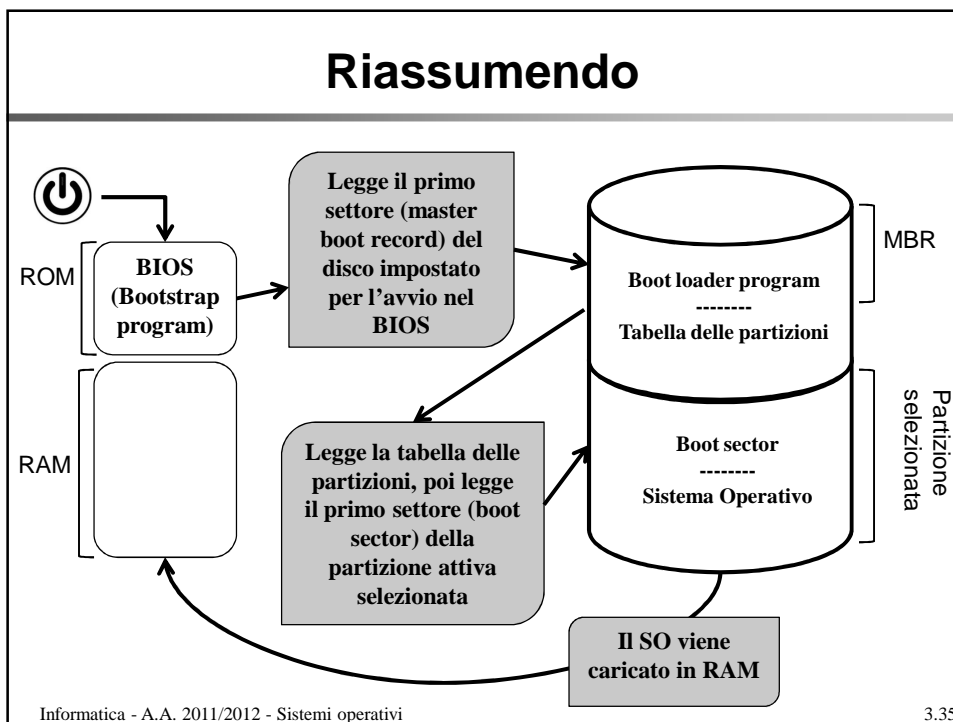 Riassumendo
ROM
BIOS
(Bootstrap
program)
Legge il primo
settore (master
boot record) del
disco impostato
per l’avvio nel
BIOS
Boot loader program
--------
Tabella delle partizioni
MBR
RAM
Legge la tabella delle
partizioni, poi legge
il primo settore (boot
sector) della
partizione attiva
selezionata
Boot sector
--------
Sistema Operativo
Partizione
selezionata
Il SO viene
caricato in RAM
Informatica - A.A. 2011/2012 - Sistemi operativi
3.35